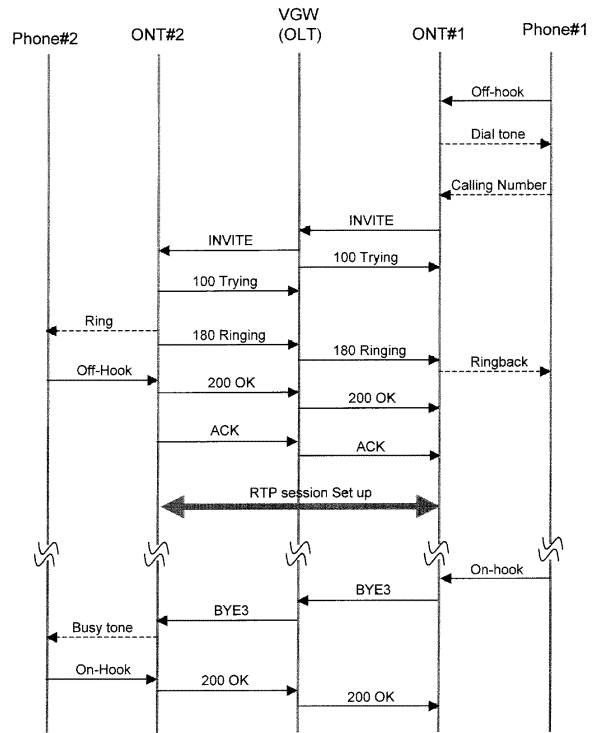 Phone#2
ONT#2
VGW
(OLT)
ONT#1
Phone#1
Off-hook
Dial tone
Calling Number
INVITE
INVITE
100 Trying
100 Trying
Ring
180 Ringing
180 Ringing
Ringback
Off-Hook
200 OK
200 OK
ACK
ACK
RTP session Set up
On-hook
BYE3
BYE3
Busy tone
On-Hook
200 OK
200 OK